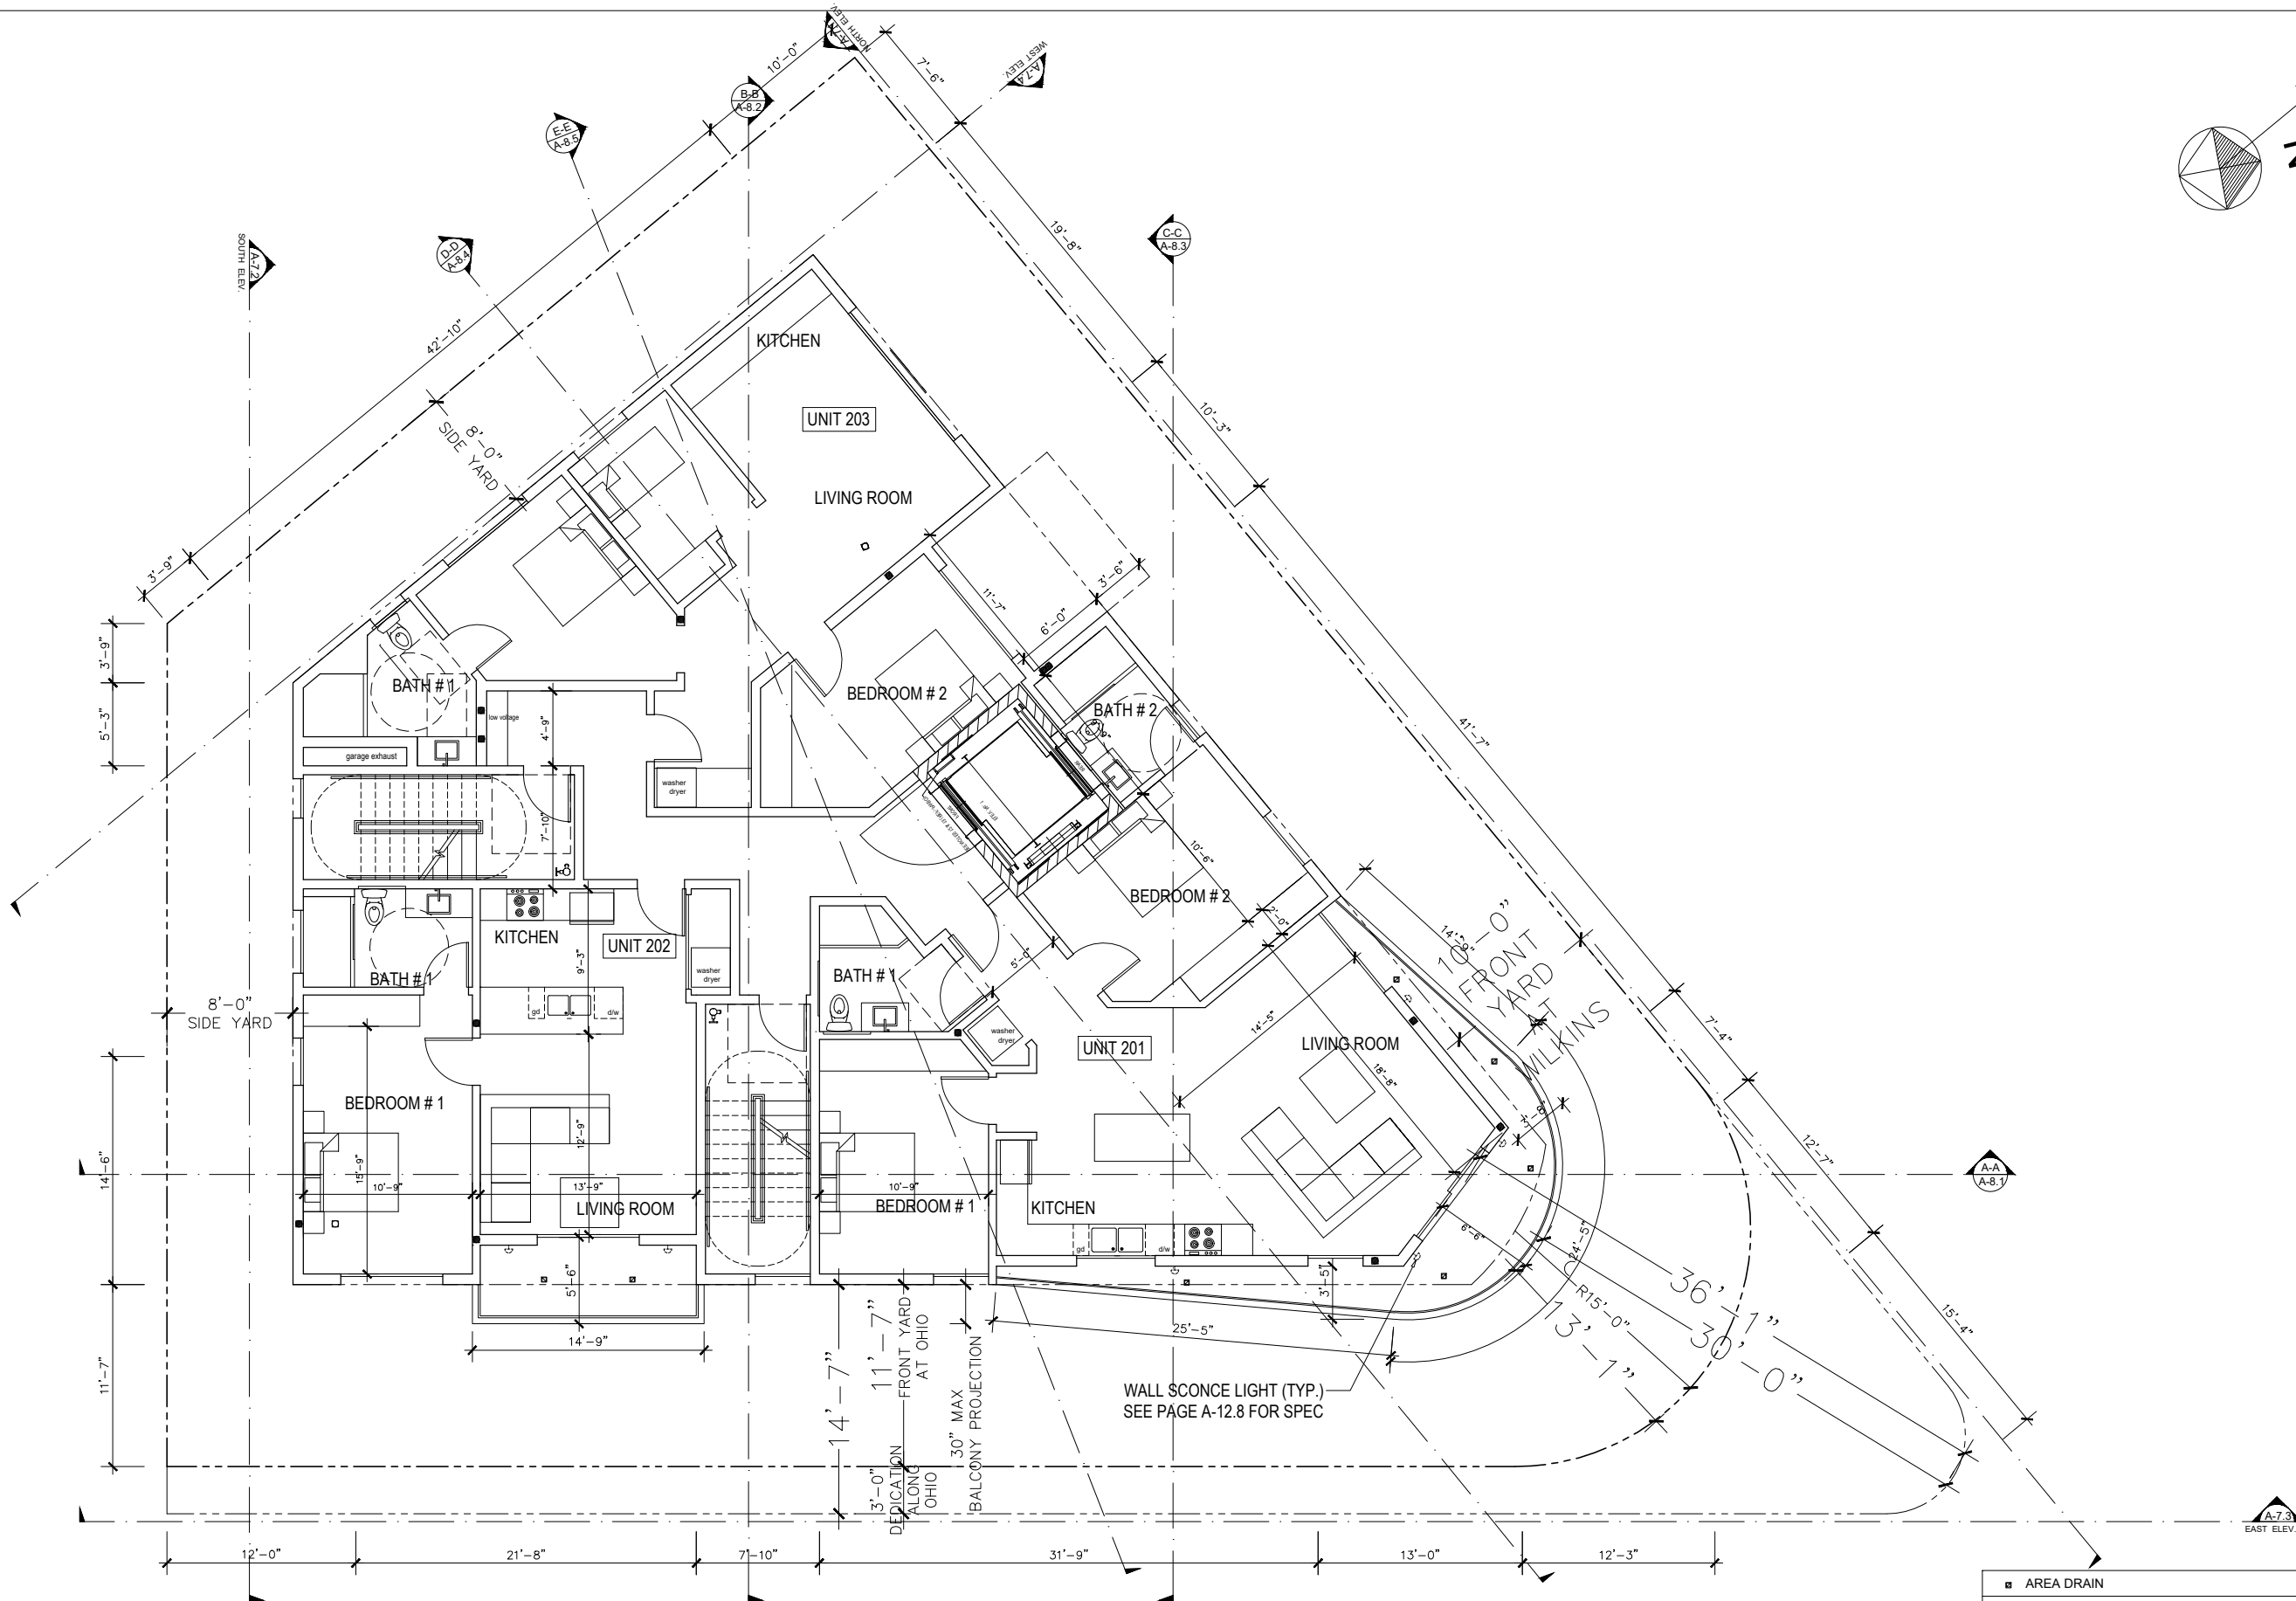 NORTH ELEV.
10'-0"
7'-6"
WEST ELEV.
A-7.4
B-B
A-8.2
E-E
A-8.5
D-D
A-8.4
C-C
A-8.3
SOUTH ELEV.
A-7.2
19'-8"
42'-10"
KITCHEN
UNIT 203
8'-0"
SIDE YARD
10'-3"
LIVING ROOM
3'-9"
3'-6"
11'-7"
6'-0"
3'-9"
BATH # 1
BEDROOM # 2
BATH # 2
low voltage
4'-9"
5'-3"
41'-7"
garage exhaust
washer
dryer
7'-10"
10'-6"
BEDROOM # 2
2'-0"
14'-9"
10'-0"
FRONT
YARD
AT
WILKINS
KITCHEN
UNIT 202
9'-3"
5'-0"
BATH # 1
washer
dryer
BATH # 1
8'-0"
SIDE YARD
gd
d/w
washer
dryer
14'-5"
UNIT 201
LIVING ROOM
7'-4"
18'-8"
BEDROOM # 1
12'-9"
14'-6"
15'-9"
10'-9"
13'-9"
LIVING ROOM
10'-9"
BEDROOM # 1
KITCHEN
12'-7"
A-A
A-8.1
gd
d/w
6'-6"
24'-5"
5'-6"
3'-5"
R15'-0"
36'-1"
30'-0"
13'-1"
15'-4"
14'-9"
25'-5"
11'-7"
14'-7"
11'-7"
FRONT YARD
AT OHIO
30" MAX
BALCONY PROJECTION
3'-0"
DEDICATION
ALONG
OHIO
WALL SCONCE LIGHT (TYP.)
SEE PAGE A-12.8 FOR SPEC
A-7.3
EAST ELEV.
12'-0"
21'-8"
7'-10"
31'-9"
13'-0"
12'-3"
AREA DRAIN